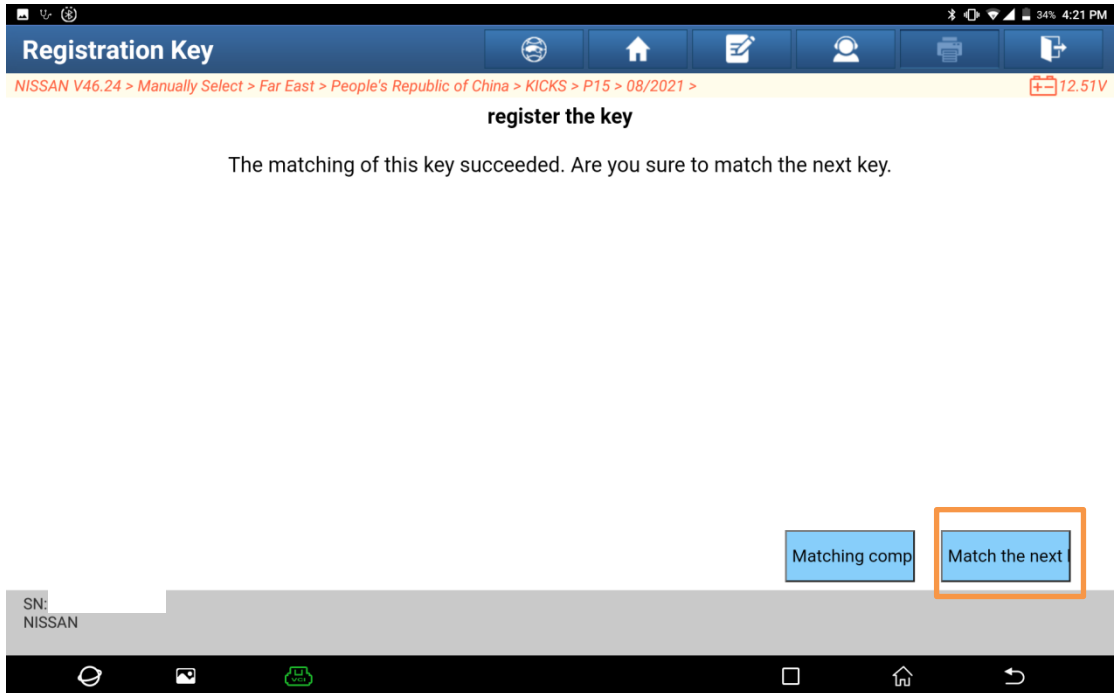 34% 4:21 PM
Registration Key
NISSAN V46.24 > Manually Select > Far East > People's Republic of China > KICKS > P15 > 08/2021 >
12.51V
register the key
The matching of this key succeeded. Are you sure to match the next key.
Matching comp
Match the next
SN:
NISSAN
VCI